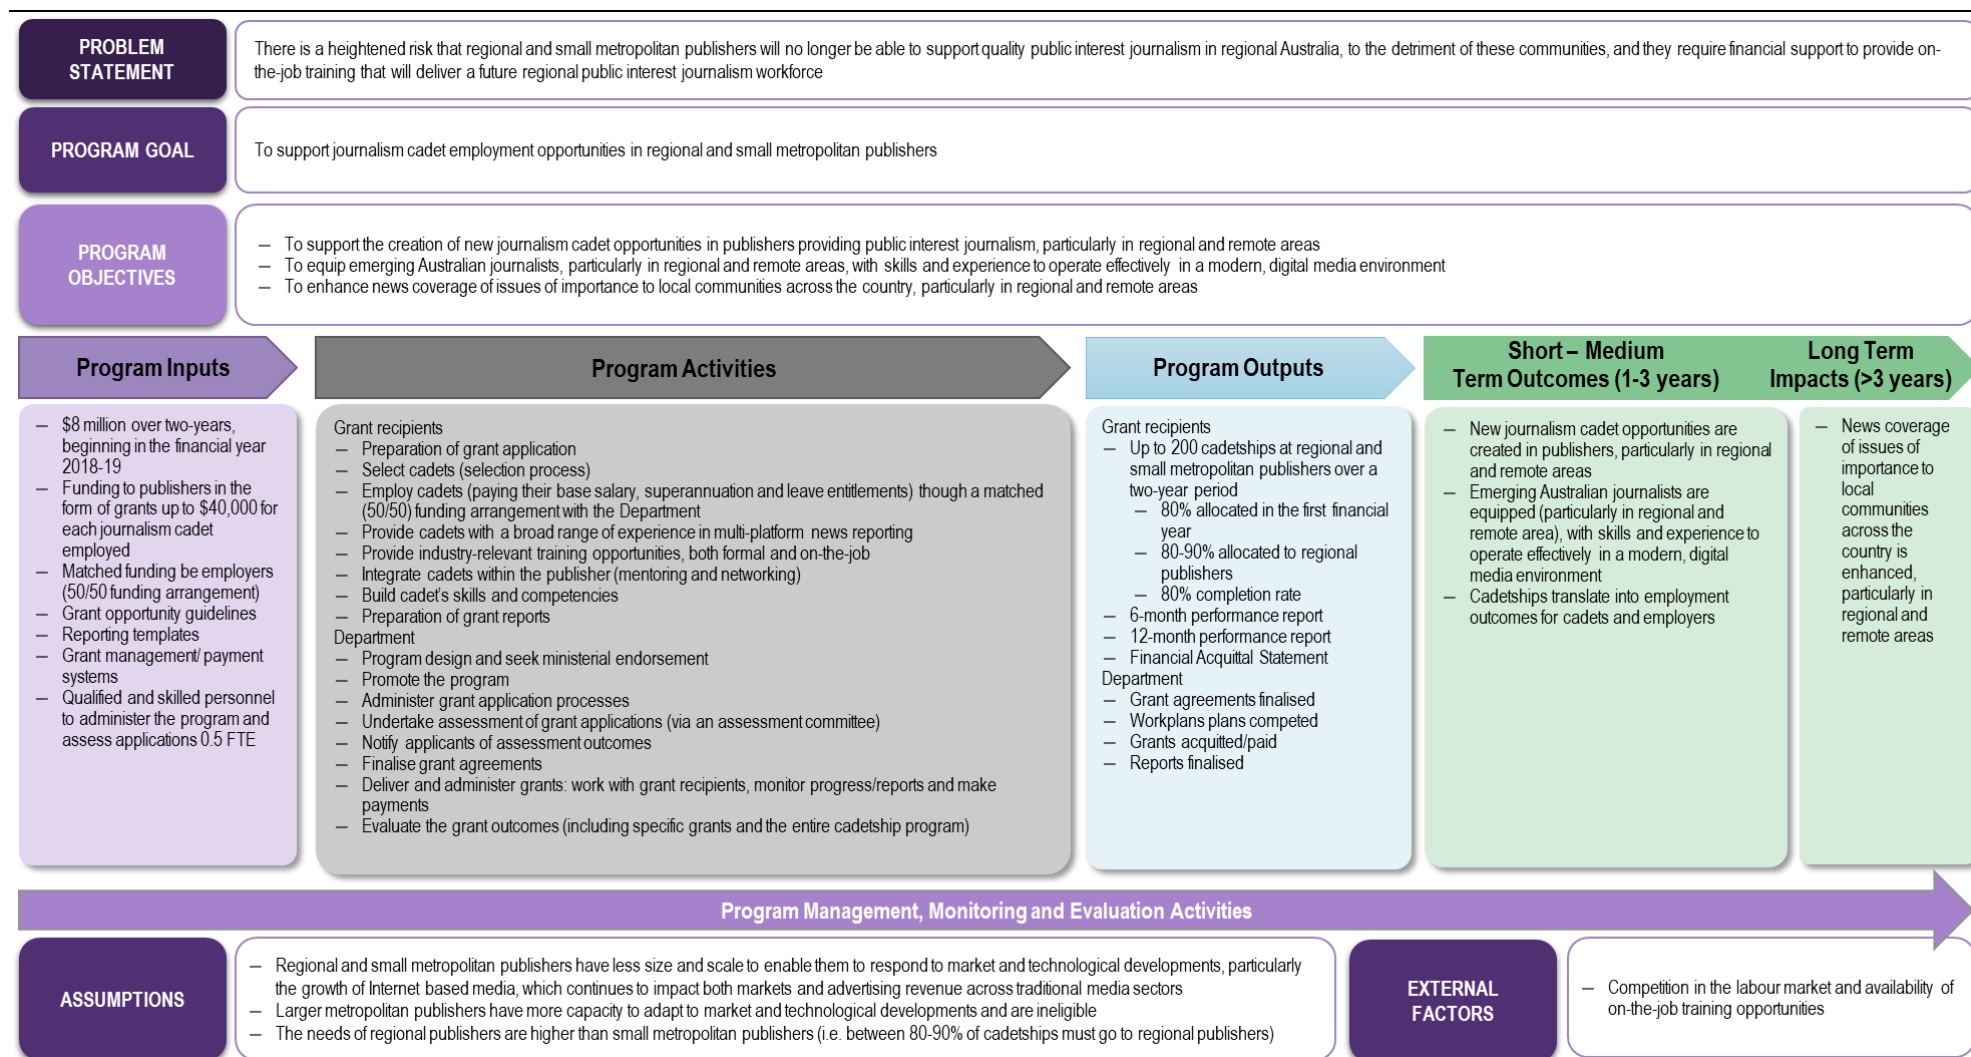 PROBLEM
STATEMENT
There is a heightened risk that regional and small metropolitan publishers will no longer be able to support quality public interest journalism in regional Australia, to the detriment of these communities, and they require financial support to provide on-
the-job training that will deliver a future regional public interest journalism workforce
PROGRAM GOAL
To support journalism cadet employment opportunities in regional and small metropolitan publishers
PROGRAM
OBJECTIVES
– To support the creation of new journalism cadet opportunities in publishers providing public interest journalism, particularly in regional and remote areas
– To equip emerging Australian journalists, particularly in regional and remote areas, with skills and experience to operate effectively in a modern, digital media environment
– To enhance news coverage of issues of importance to local communities across the country, particularly in regional and remote areas
Program Inputs
– $8 million over two-years,
beginning in the financial year
2018-19
– Funding to publishers in the
form of grants up to $40,000 for
each journalism cadet
employed
– Matched funding be employers
(50/50 funding arrangement)
– Grant opportunity guidelines
– Reporting templates
– Grant management/ payment
systems
– Qualified and skilled personnel
to administer the program and
assess applications 0.5 FTE
Program Activities
Grant recipients
– Preparation of grant application
– Select cadets (selection process)
– Employ cadets (paying their base salary, superannuation and leave entitlements) though a matched
(50/50) funding arrangement with the Department
– Provide cadets with a broad range of experience in multi-platform news reporting
– Provide industry-relevant training opportunities, both formal and on-the-job
– Integrate cadets within the publisher (mentoring and networking)
– Build cadet's skills and competencies
– Preparation of grant reports
Department
– Program design and seek ministerial endorsement
– Promote the program
– Administer grant application processes
– Undertake assessment of grant applications (via an assessment committee)
– Notify applicants of assessment outcomes
– Finalise grant agreements
– Deliver and administer grants: work with grant recipients, monitor progress/reports and make
payments
– Evaluate the grant outcomes (including specific grants and the entire cadetship program)
Program Outputs
Grant recipients
– Up to 200 cadetships at regional and
small metropolitan publishers over a
two-year period
– 80% allocated in the first financial
year
– 80-90% allocated to regional
publishers
– 80% completion rate
– 6-month performance report
– 12-month performance report
– Financial Acquittal Statement
Department
– Grant agreements finalised
– Workplans plans competed
– Grants acquitted/paid
– Reports finalised
Short – Medium
Term Outcomes (1-3 years)
– New journalism cadet opportunities are
created in publishers, particularly in regional
and remote areas
– Emerging Australian journalists are
equipped (particularly in regional and
remote area), with skills and experience to
operate effectively in a modern, digital
media environment
– Cadetships translate into employment
outcomes for cadets and employers
Long Term
Impacts (>3 years)
– News coverage
of issues of
importance to
local
communities
across the
country is
enhanced,
particularly in
regional and
remote areas
Program Management, Monitoring and Evaluation Activities
ASSUMPTIONS
– Regional and small metropolitan publishers have less size and scale to enable them to respond to market and technological developments, particularly
the growth of Internet based media, which continues to impact both markets and advertising revenue across traditional media sectors
– Larger metropolitan publishers have more capacity to adapt to market and technological developments and are ineligible
– The needs of regional publishers are higher than small metropolitan publishers (i.e. between 80-90% of cadetships must go to regional publishers)
EXTERNAL
FACTORS
– Competition in the labour market and availability of
on-the-job training opportunities